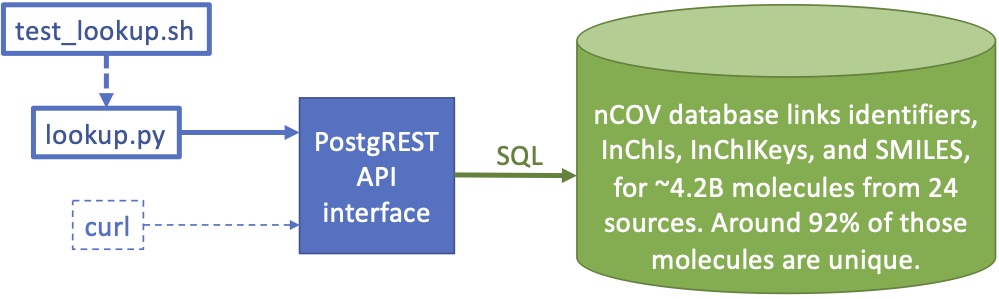 test_lookup.sh
lookup.py
curl
PostgREST
API
interface
SQL
nCOV database links identifiers,
InChIs, InChIKeys, and SMILES,
for ~4.2B molecules from 24
sources. Around 92% of those
molecules are unique.